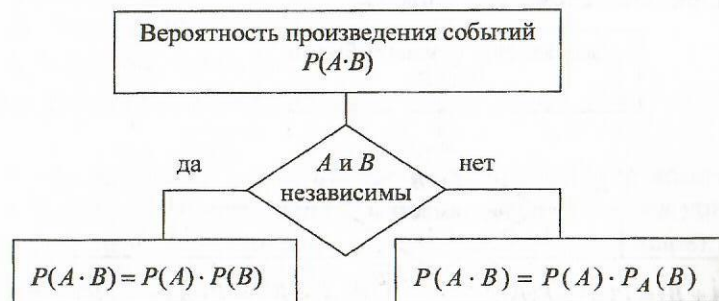 Вероятность произведения событий
P(A·B)
да
A и B
независимы
нет
P(A·B)=P(A)·P(B)
P(A·B) = P(A)·P_A(B)